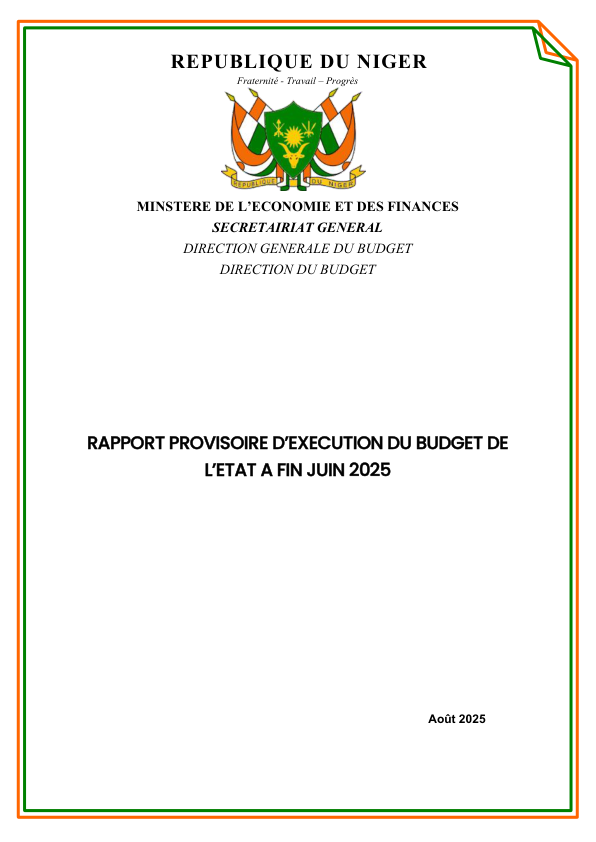 REPUBLIQUE DU NIGER
Fraternité - Travail – Progrès
REPUBLIQUE DU NIGER
MINSTERE DE L'ECONOMIE ET DES FINANCES
SECRETAIRIAT GENERAL
DIRECTION GENERALE DU BUDGET
DIRECTION DU BUDGET
RAPPORT PROVISOIRE D'EXECUTION DU BUDGET DE
L'ETAT A FIN JUIN 2025
Août 2025